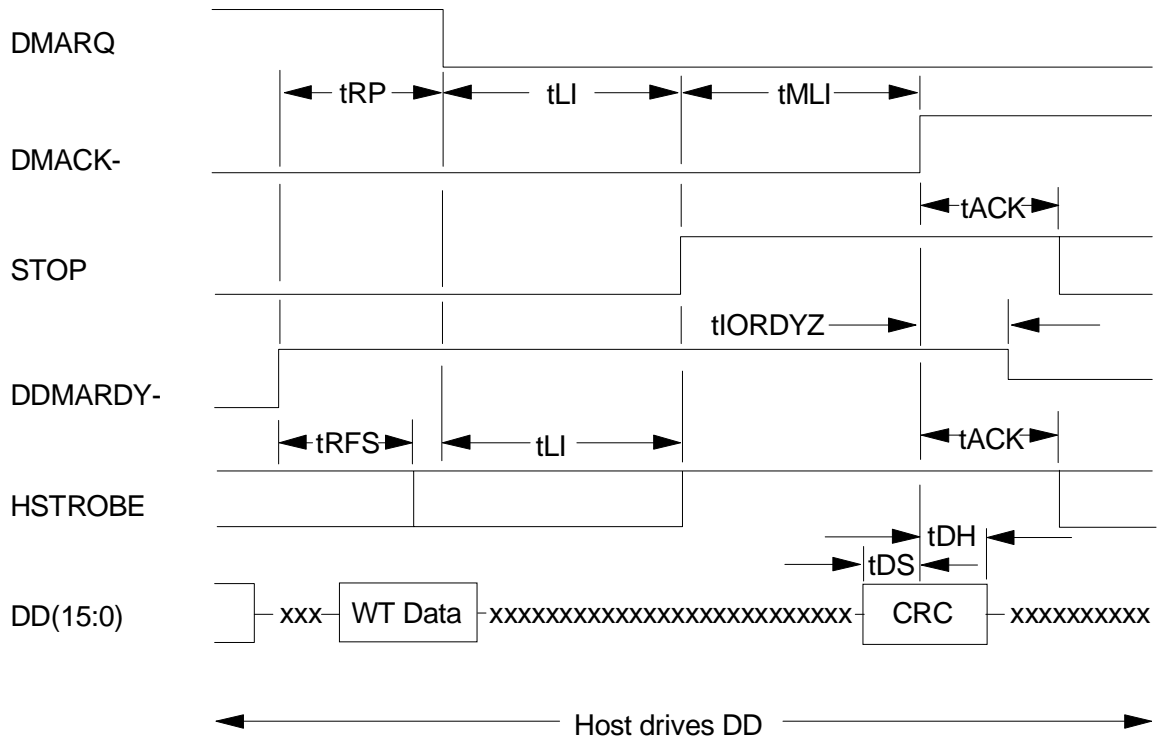 DMARQ
tRP tLI tMLI
DMACK-
tACK
STOP
tIORDYZ
DDMARDY-
tRFS tLI tACK
HSTROBE
tDH
tDS
DD(15:0) xxx WT Data xxxxxxxxxxxxxxxxxxxxxxxxxx CRC xxxxxxxxxx
Host drives DD